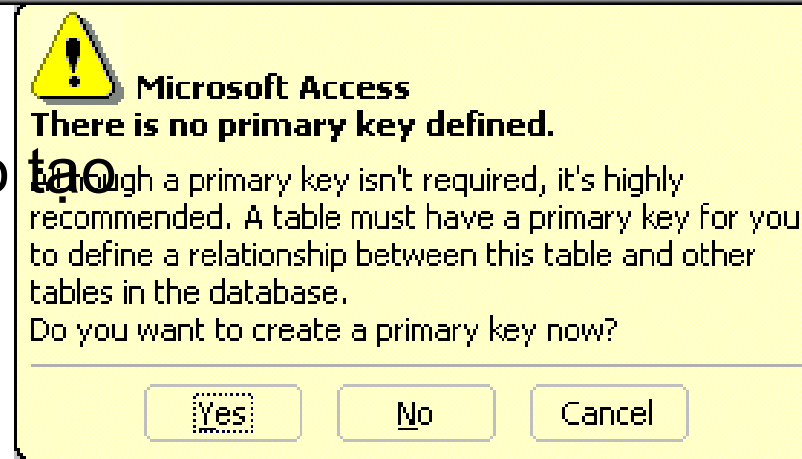 Microsoft Access
There is no primary key defined.
tạo
Although a primary key isn't required, it's highly
recommended. A table must have a primary key for you
to define a relationship between this table and other
tables in the database.
Do you want to create a primary key now?
Yes No Cancel